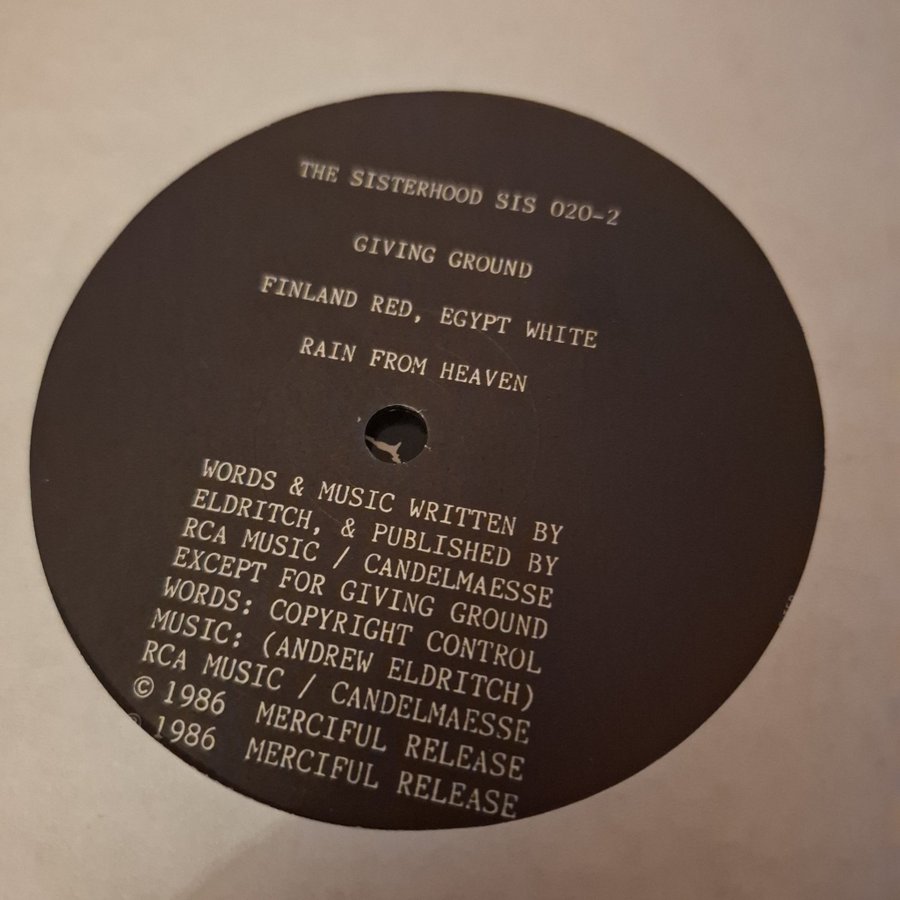 THE SISTERHOOD SIS 020-2
GIVING GROUND
FINLAND RED, EGYPT WHITE
RAIN FROM HEAVEN
WORDS & MUSIC WRITTEN BY
ELDRITCH, & PUBLISHED BY
RCA MUSIC / CANDELMAESSE
EXCEPT FOR GIVING GROUND
WORDS: COPYRIGHT CONTROL
MUSIC: (ANDREW ELDRITCH)
RCA MUSIC / CANDELMAESSE
© 1986 MERCIFUL RELEASE
℗ 1986 MERCIFUL RELEASE